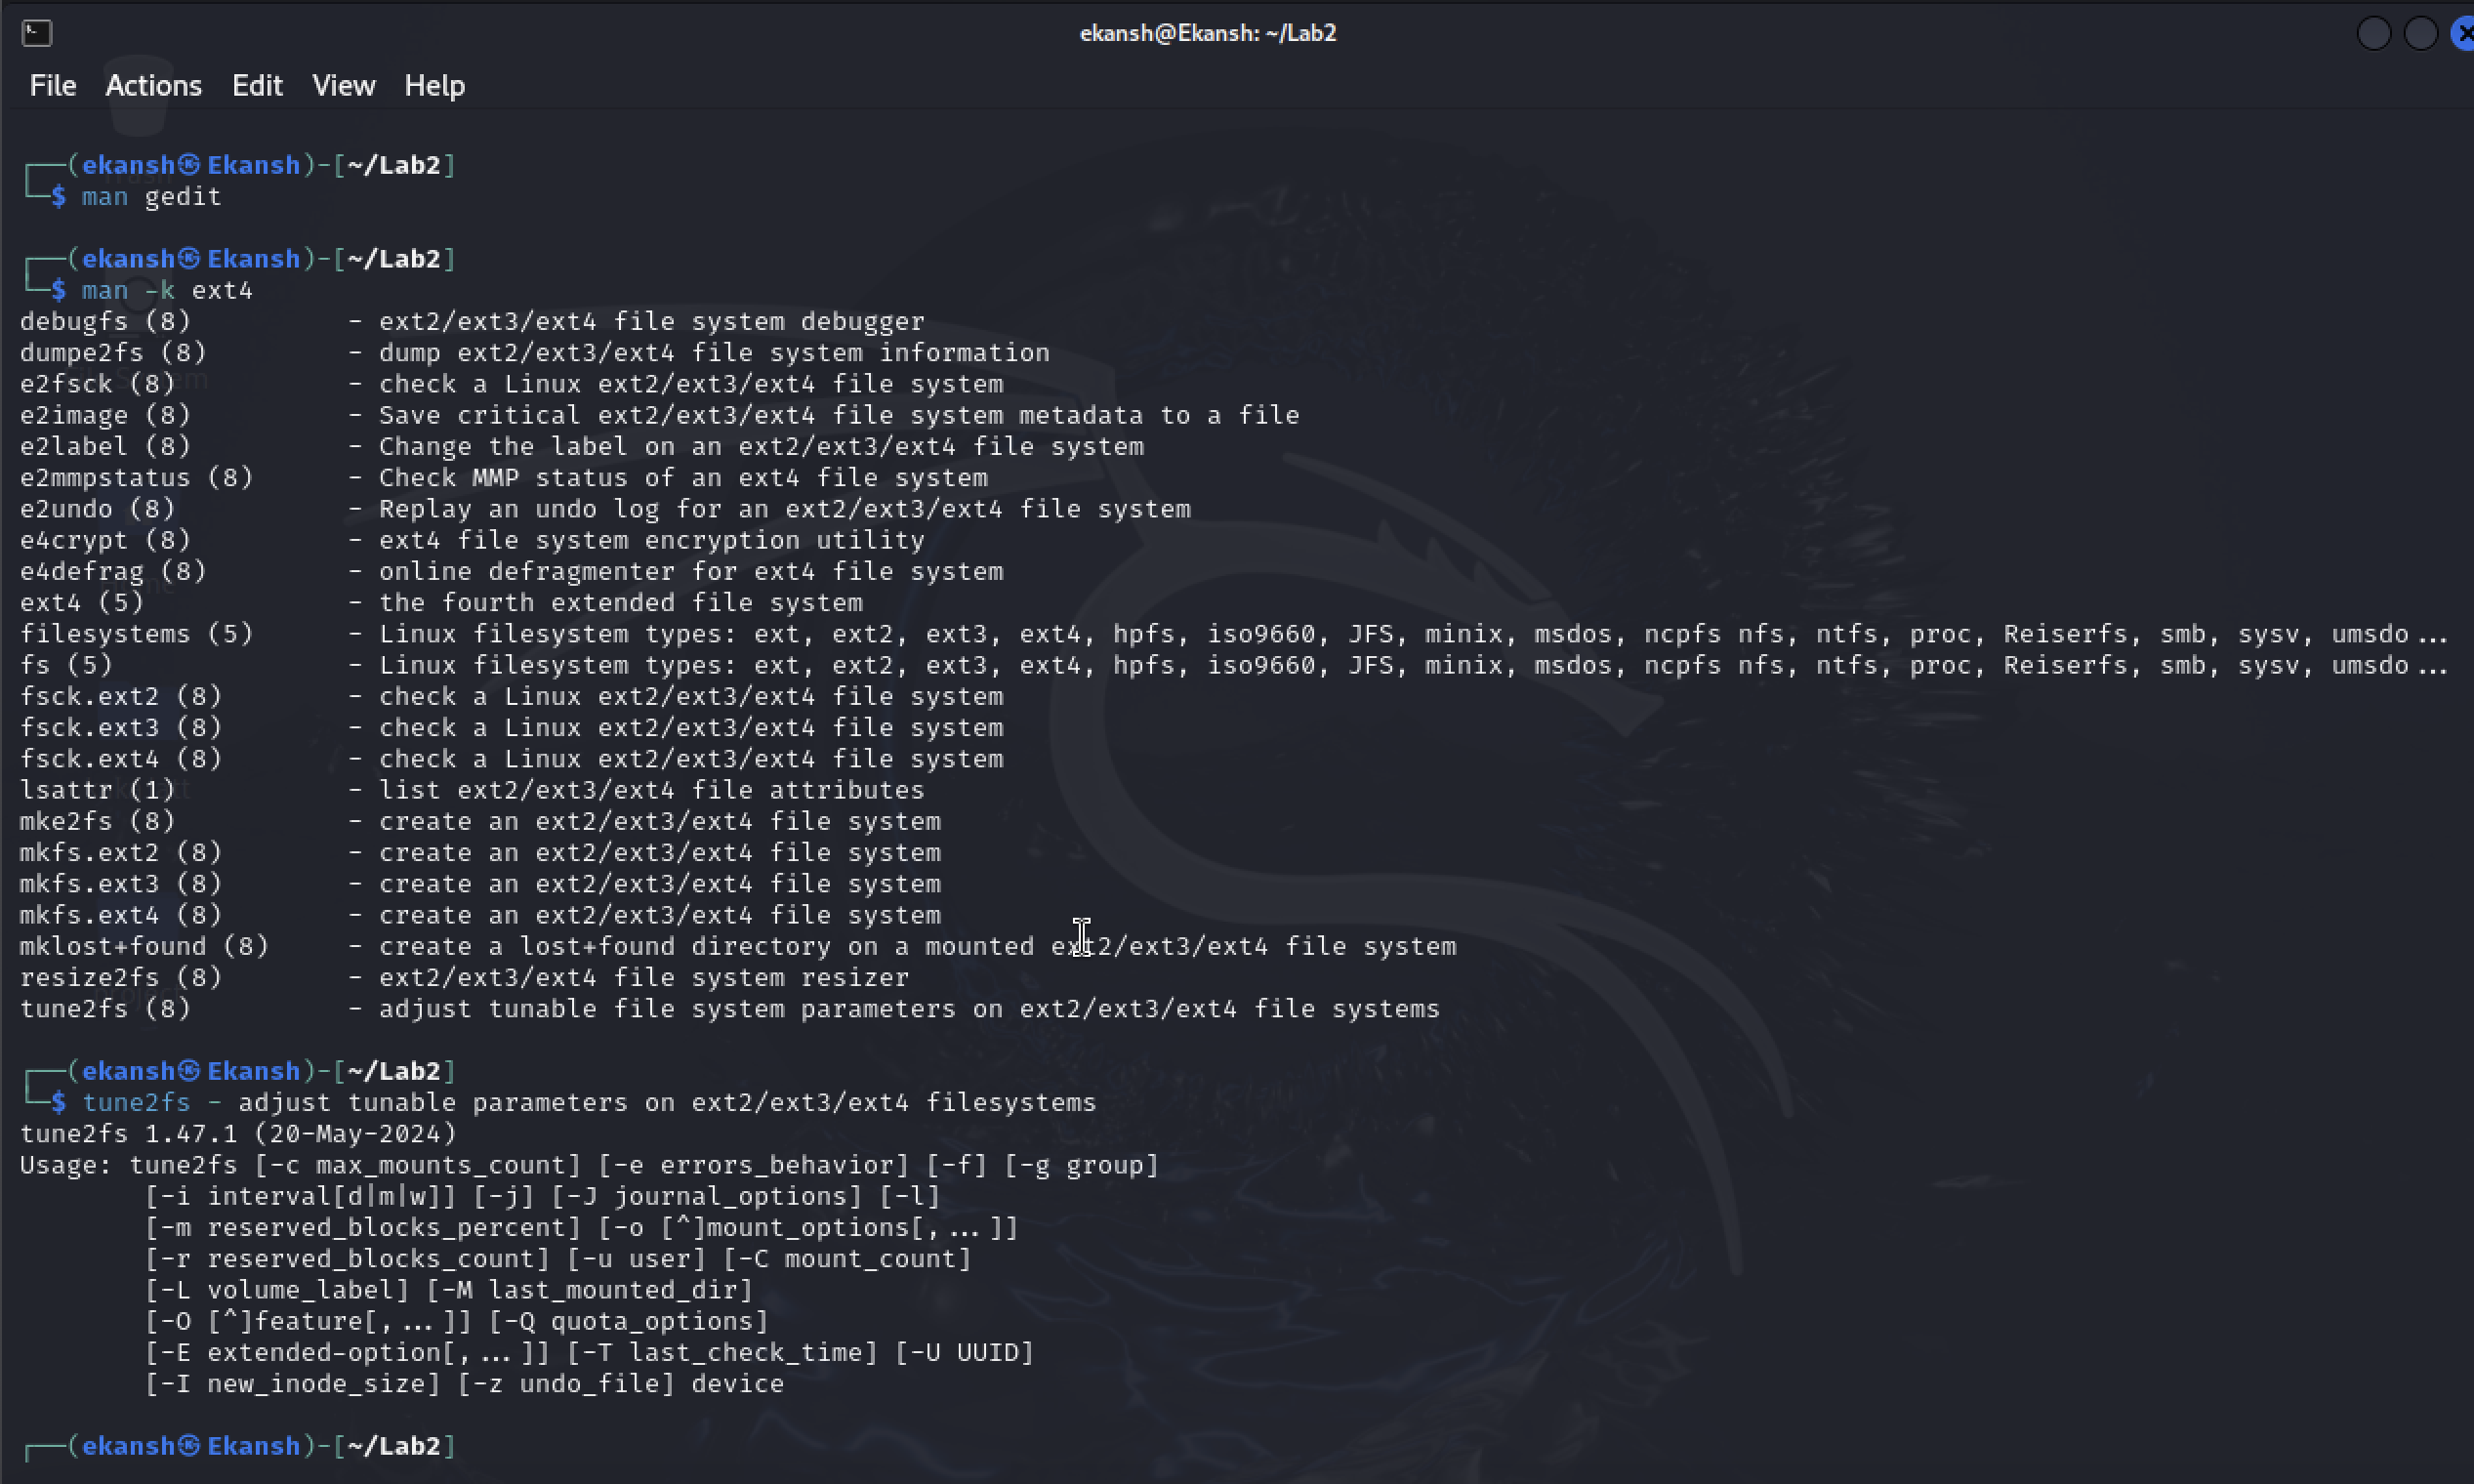 ekansh@Ekansh: ~/Lab2
File Actions Edit View Help
┌──(ekansh㉿Ekansh)-[~/Lab2]
└─$ man gedit
┌──(ekansh㉿Ekansh)-[~/Lab2]
└─$ man -k ext4
debugfs (8) - ext2/ext3/ext4 file system debugger
dumpe2fs (8) - dump ext2/ext3/ext4 file system information
e2fsck (8) - check a Linux ext2/ext3/ext4 file system
e2image (8) - Save critical ext2/ext3/ext4 file system metadata to a file
e2label (8) - Change the label on an ext2/ext3/ext4 file system
e2mmpstatus (8) - Check MMP status of an ext4 file system
e2undo (8) - Replay an undo log for an ext2/ext3/ext4 file system
e4crypt (8) - ext4 file system encryption utility
e4defrag (8) - online defragmenter for ext4 file system
ext4 (5) - the fourth extended file system
filesystems (5) - Linux filesystem types: ext, ext2, ext3, ext4, hpfs, iso9660, JFS, minix, msdos, ncpfs nfs, ntfs, proc, Reiserfs, smb, sysv, umsdo...
fs (5) - Linux filesystem types: ext, ext2, ext3, ext4, hpfs, iso9660, JFS, minix, msdos, ncpfs nfs, ntfs, proc, Reiserfs, smb, sysv, umsdo...
fsck.ext2 (8) - check a Linux ext2/ext3/ext4 file system
fsck.ext3 (8) - check a Linux ext2/ext3/ext4 file system
fsck.ext4 (8) - check a Linux ext2/ext3/ext4 file system
lsattr (1) - list ext2/ext3/ext4 file attributes
mke2fs (8) - create an ext2/ext3/ext4 file system
mkfs.ext2 (8) - create an ext2/ext3/ext4 file system
mkfs.ext3 (8) - create an ext2/ext3/ext4 file system
mkfs.ext4 (8) - create an ext2/ext3/ext4 file system
mklost+found (8) - create a lost+found directory on a mounted ext2/ext3/ext4 file system
resize2fs (8) - ext2/ext3/ext4 file system resizer
tune2fs (8) - adjust tunable file system parameters on ext2/ext3/ext4 file systems
┌──(ekansh㉿Ekansh)-[~/Lab2]
└─$ tune2fs - adjust tunable parameters on ext2/ext3/ext4 filesystems
tune2fs 1.47.1 (20-May-2024)
Usage: tune2fs [-c max_mounts_count] [-e errors_behavior] [-f] [-g group]
[-i interval[d|m|w]] [-j] [-J journal_options] [-l]
[-m reserved_blocks_percent] [-o [^]mount_options[,...]]
[-r reserved_blocks_count] [-u user] [-C mount_count]
[-L volume_label] [-M last_mounted_dir]
[-O [^]feature[,...]] [-Q quota_options]
[-E extended-option[,...]] [-T last_check_time] [-U UUID]
[-I new_inode_size] [-z undo_file] device
┌──(ekansh㉿Ekansh)-[~/Lab2]